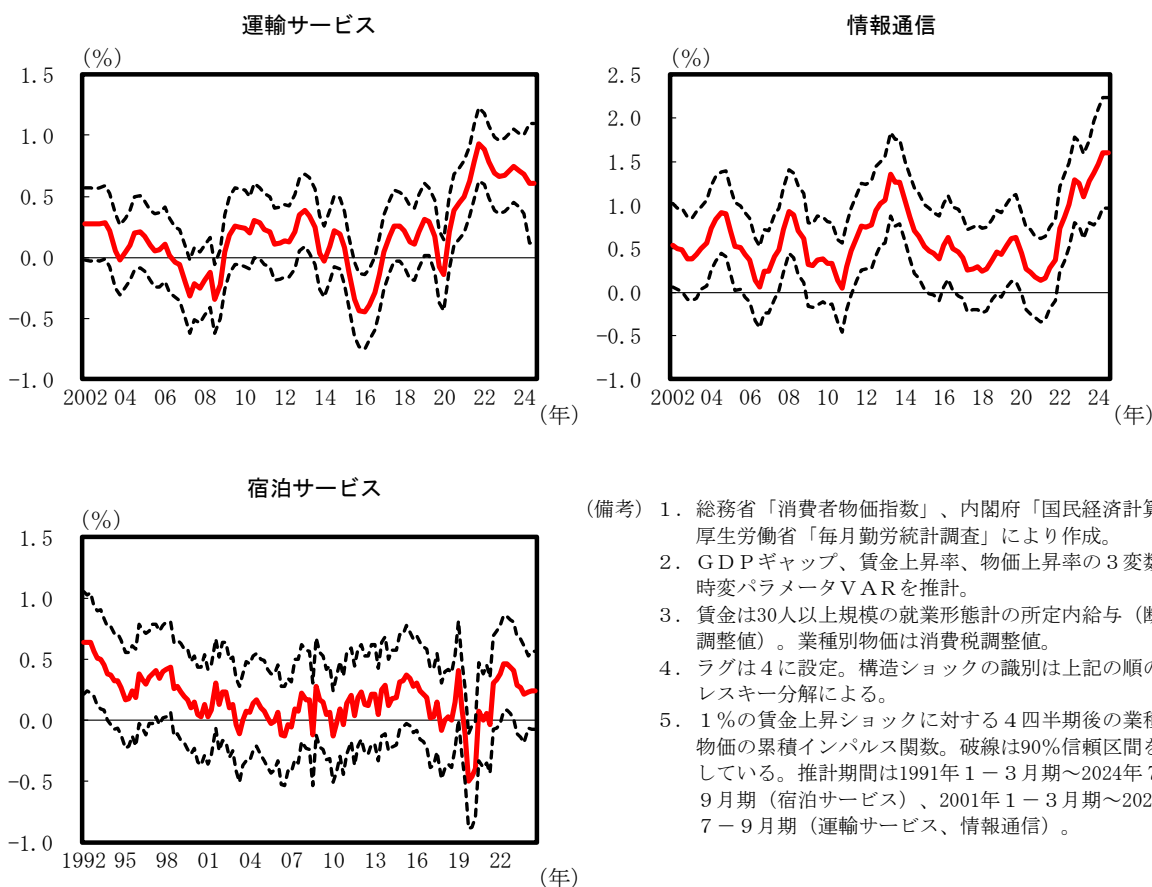 運輸サービス
(%)
1.5
1.0
0.5
0.0
-0.5
-1.0
2002 04 06 08 10 12 14 16 18 20 22 24
(年)
情報通信
(%)
2.5
2.0
1.5
1.0
0.5
0.0
-0.5
-1.0
2002 04 06 08 10 12 14 16 18 20 22 24
(年)
宿泊サービス
(%)
1.5
1.0
0.5
0.0
-0.5
-1.0
1992 95 98 01 04 07 10 13 16 19 22
(年)
（備考）１．総務省「消費者物価指数」、内閣府「国民経済計算
厚生労働省「毎月勤労統計調査」により作成。
２．ＧＤＰギャップ、賃金上昇率、物価上昇率の３変数
時変パラメータＶＡＲを推計。
３．賃金は30人以上規模の就業形態計の所定内給与（断
調整値）。業種別物価は消費税調整値。
４．ラグは４に設定。構造ショックの識別は上記の順の
レスキー分解による。
５．１％の賃金上昇ショックに対する４四半期後の業種
物価の累積インパルス関数。破線は90％信頼区間を
している。推計期間は1991年１－３月期～2024年７
９月期（宿泊サービス）、2001年１－３月期～202
７－９月期（運輸サービス、情報通信）。